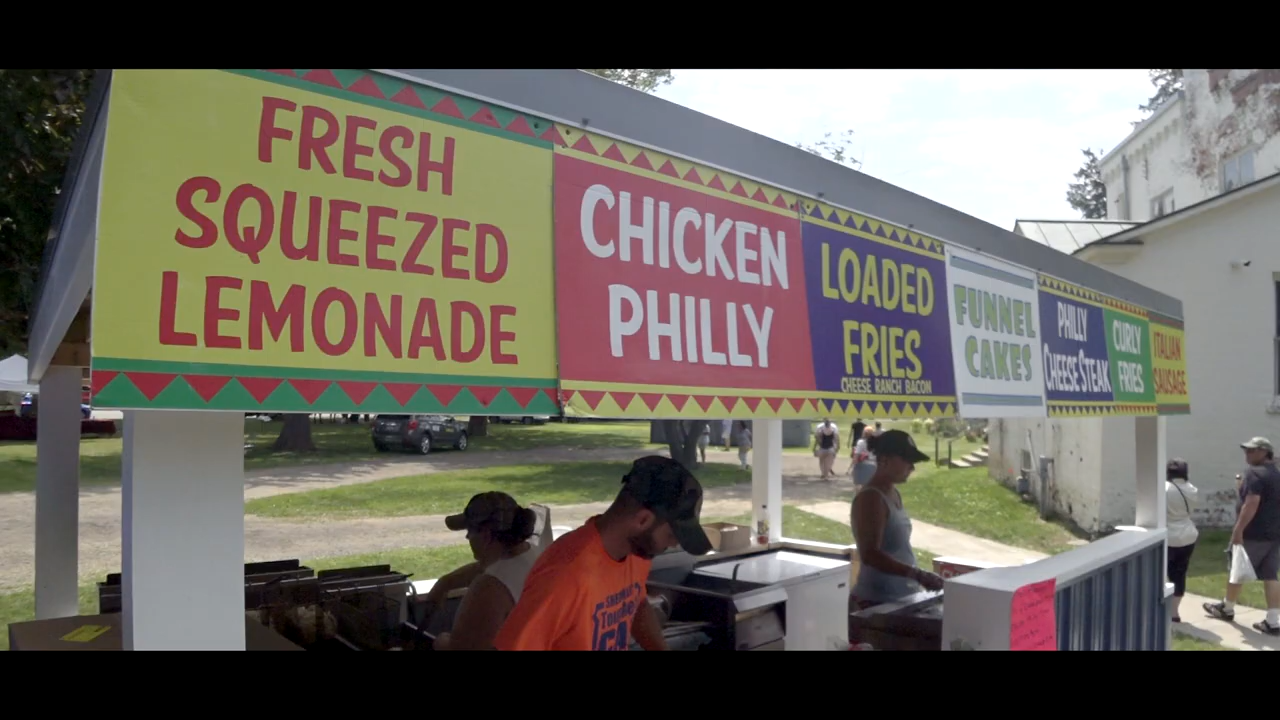 FRESH
SQUEEZED
LEMONADE
CHICKEN
PHILLY
LOADED
FRIES
CHEESE RANCH BACON
FUNNEL
CAKES
PHILLY
CHEESE STEAK
CURLY
FRIES
ITALIAN
SAUSAGE